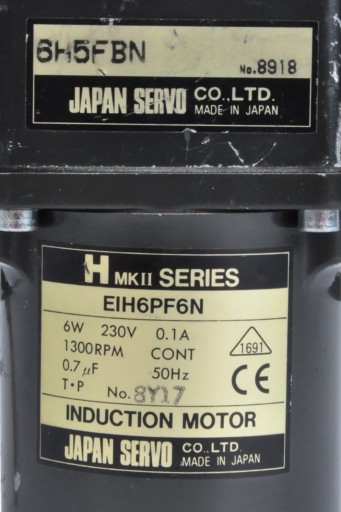 6H5FBN
No.8918
JAPAN SERVO CO.,LTD.
MADE IN JAPAN
H MKII SERIES
EIH6PF6N
6W 230V 0.1A
1300RPM CONT
0.7μF 50Hz
T·P No.8Y17
1691
CE
INDUCTION MOTOR
JAPAN SERVO CO.,LTD.
MADE IN JAPAN